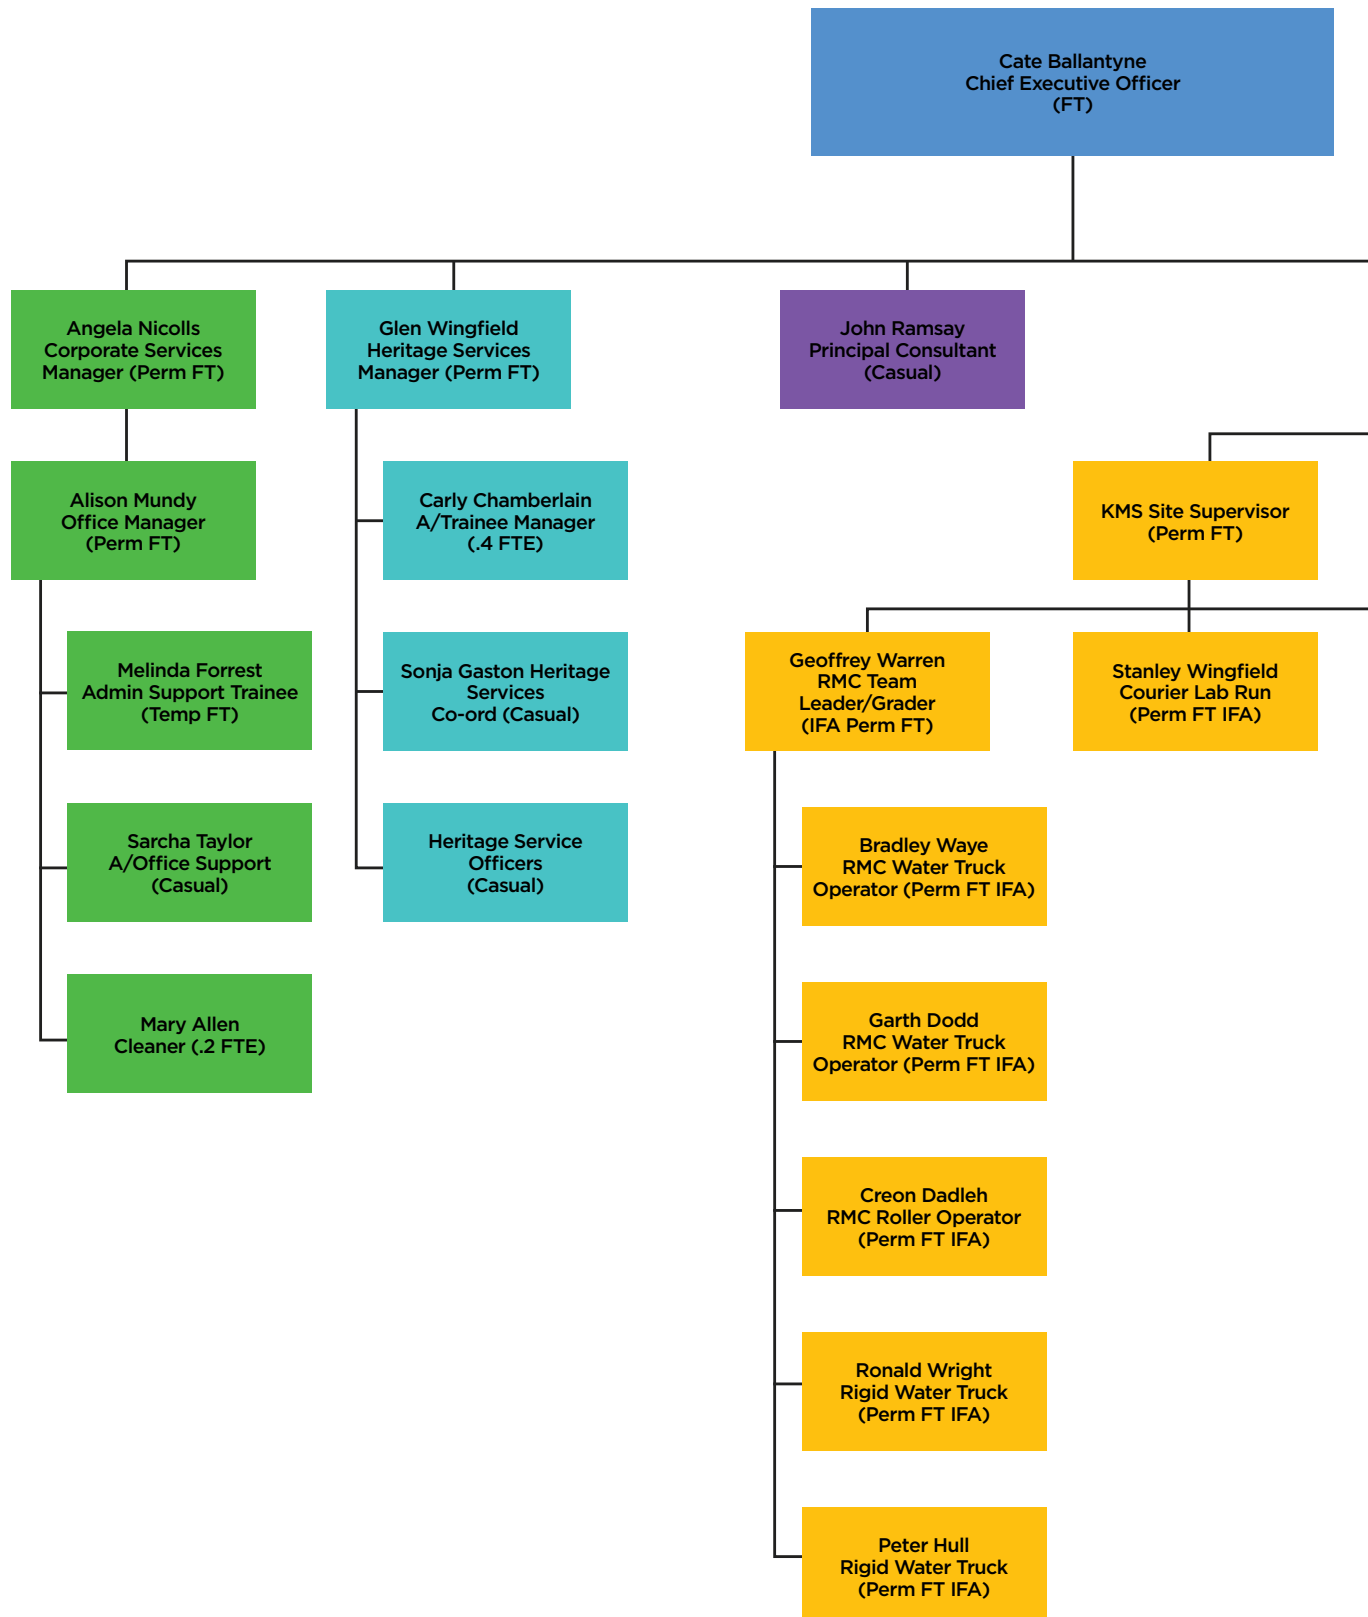 Cate Ballantyne
Chief Executive Officer
(FT)
Angela Nicolls
Corporate Services
Manager (Perm FT)
Glen Wingfield
Heritage Services
Manager (Perm FT)
John Ramsay
Principal Consultant
(Casual)
Alison Mundy
Office Manager
(Perm FT)
Carly Chamberlain
A/Trainee Manager
(.4 FTE)
KMS Site Supervisor
(Perm FT)
Melinda Forrest
Admin Support Trainee
(Temp FT)
Sonja Gaston Heritage
Services
Co-ord (Casual)
Geoffrey Warren
RMC Team
Leader/Grader
(IFA Perm FT)
Stanley Wingfield
Courier Lab Run
(Perm FT IFA)
Sarcha Taylor
A/Office Support
(Casual)
Heritage Service
Officers
(Casual)
Bradley Waye
RMC Water Truck
Operator (Perm FT IFA)
Mary Allen
Cleaner (.2 FTE)
Garth Dodd
RMC Water Truck
Operator (Perm FT IFA)
Creon Dadleh
RMC Roller Operator
(Perm FT IFA)
Ronald Wright
Rigid Water Truck
(Perm FT IFA)
Peter Hull
Rigid Water Truck
(Perm FT IFA)